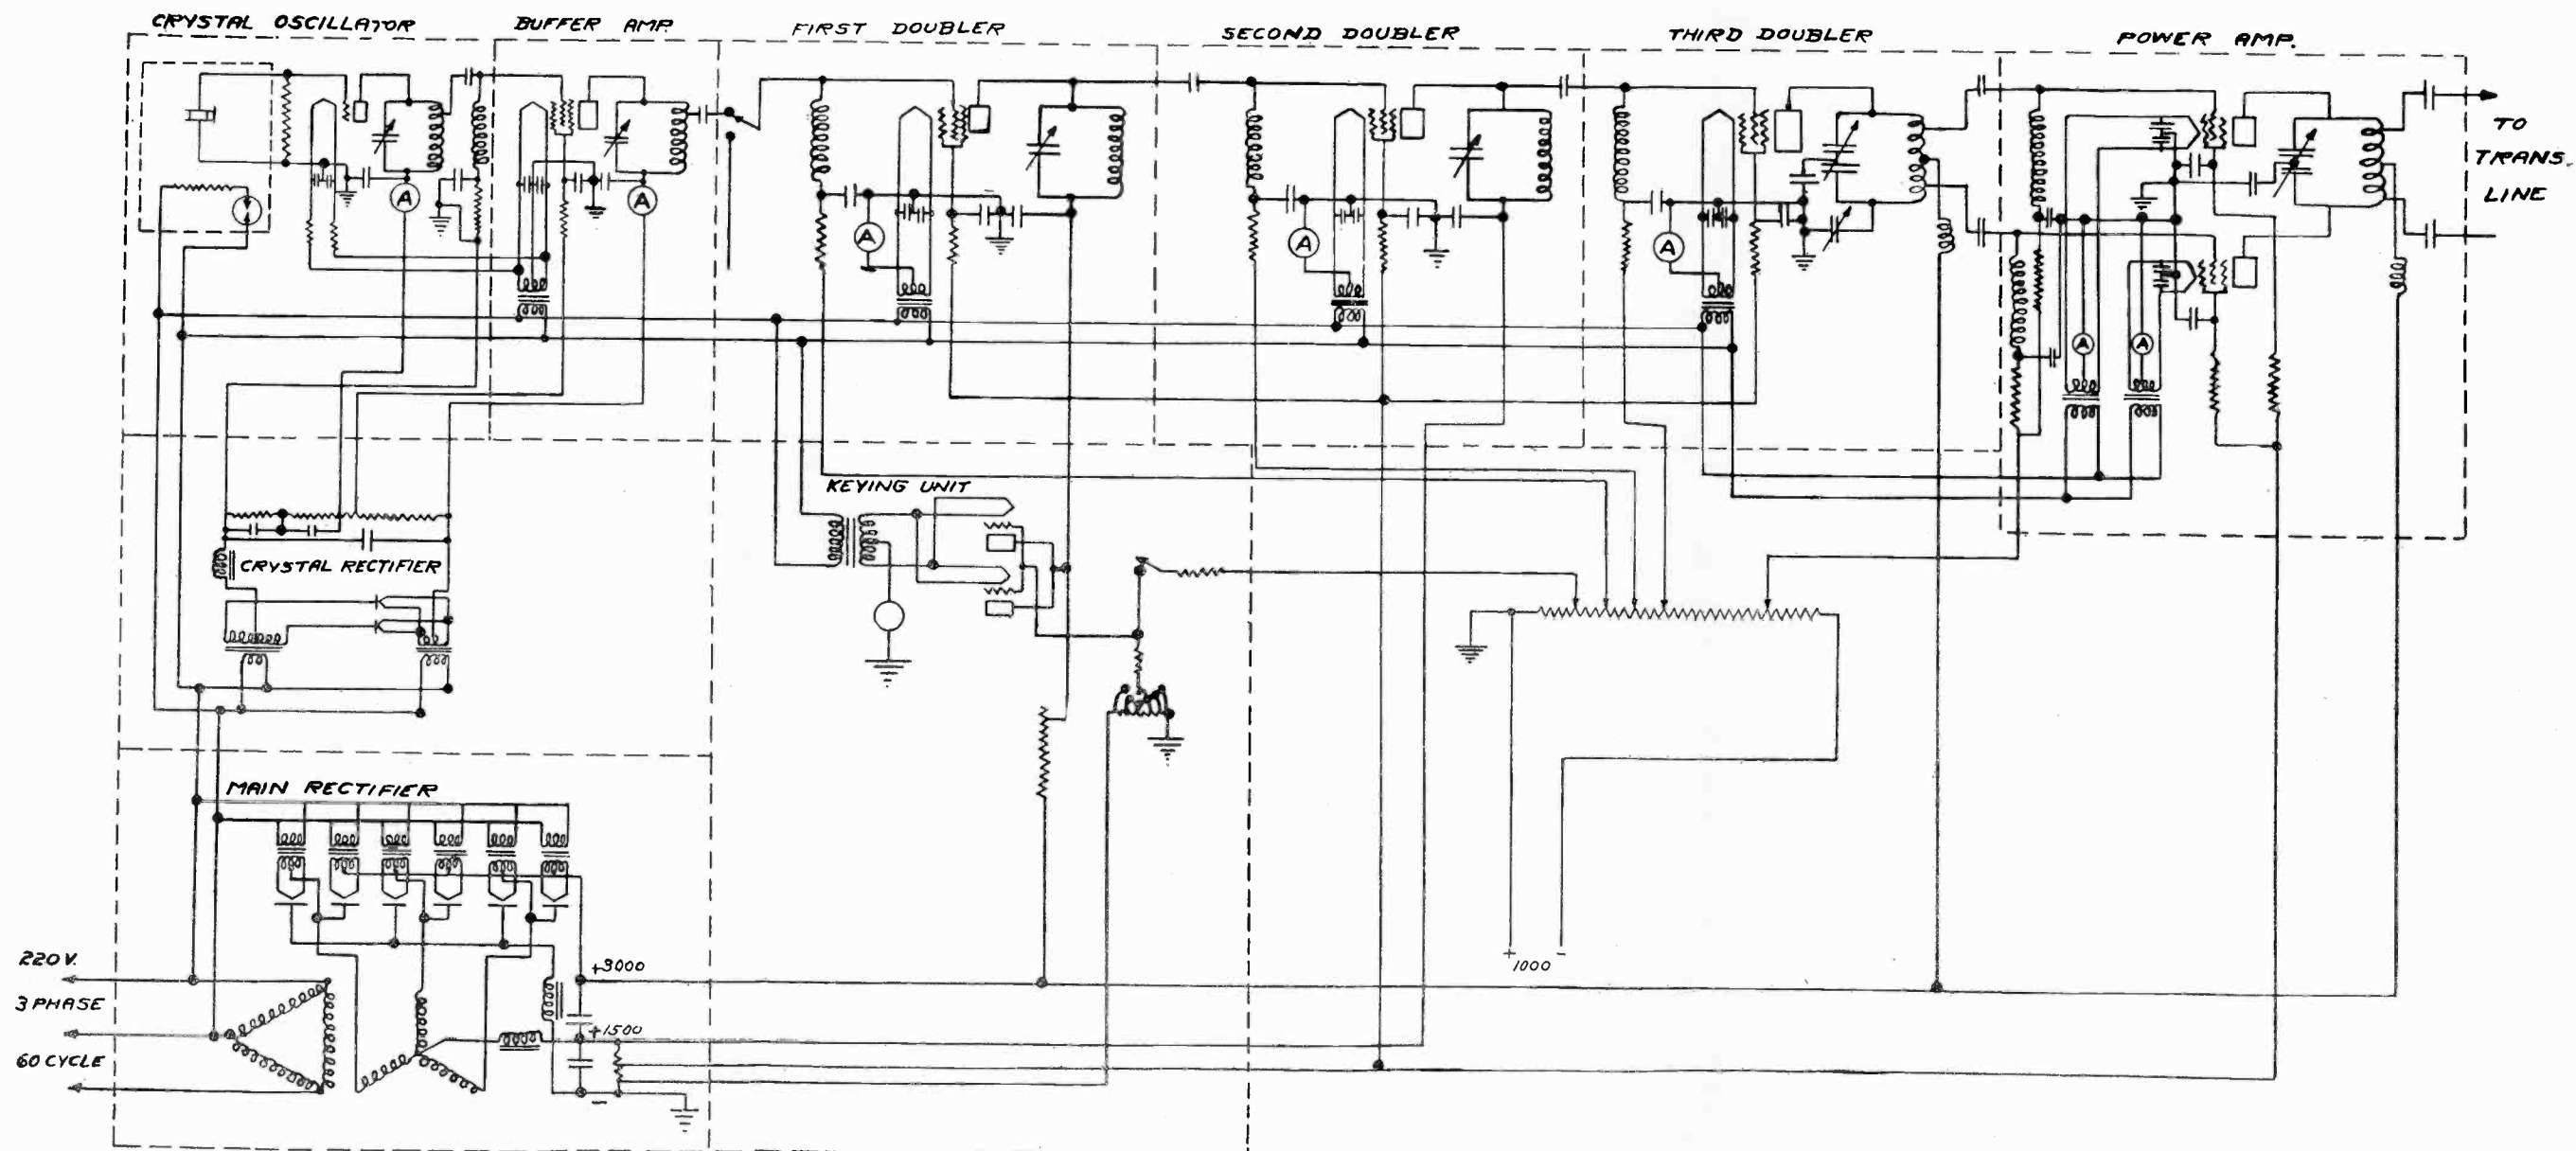 CRYSTAL OSCILLATOR
BUFFER AMP.
FIRST DOUBLER
SECOND DOUBLER
THIRD DOUBLER
POWER AMP.
TO
TRANS.
LINE
A
A
A
A
A
A
A
KEYING UNIT
CRYSTAL RECTIFIER
MAIN RECTIFIER
220V.
3 PHASE
60 CYCLE
+3000
+1500
-
+ -
1000